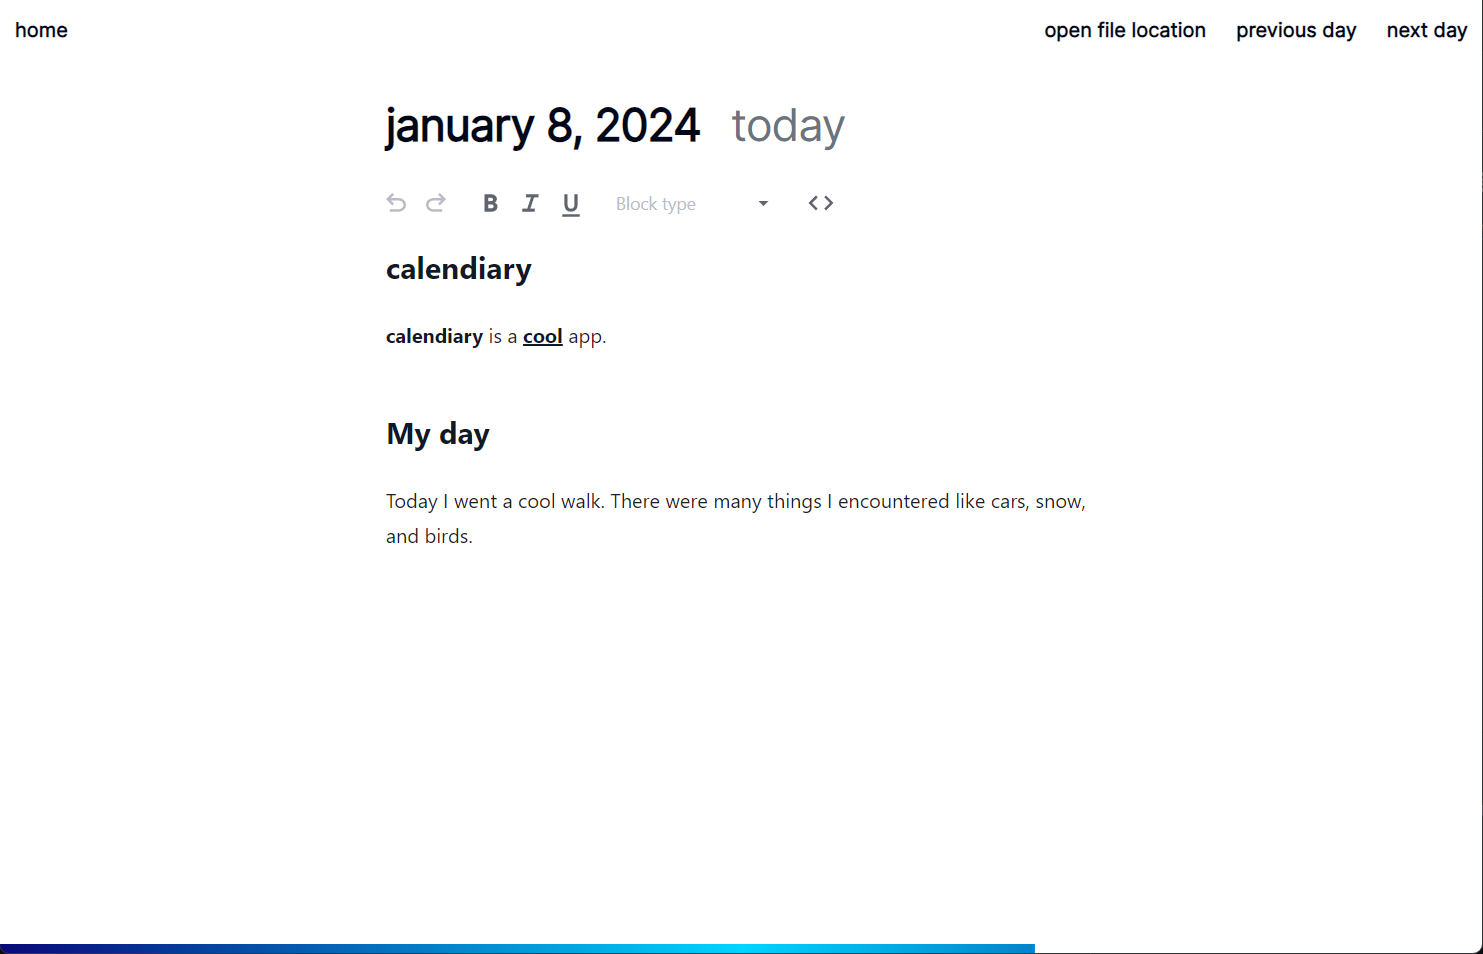 home
open file location previous day next day
january 8, 2024 today
B I U Block type <>
calendiary
calendiary is a cool app.
My day
Today I went a cool walk. There were many things I encountered like cars, snow,
and birds.